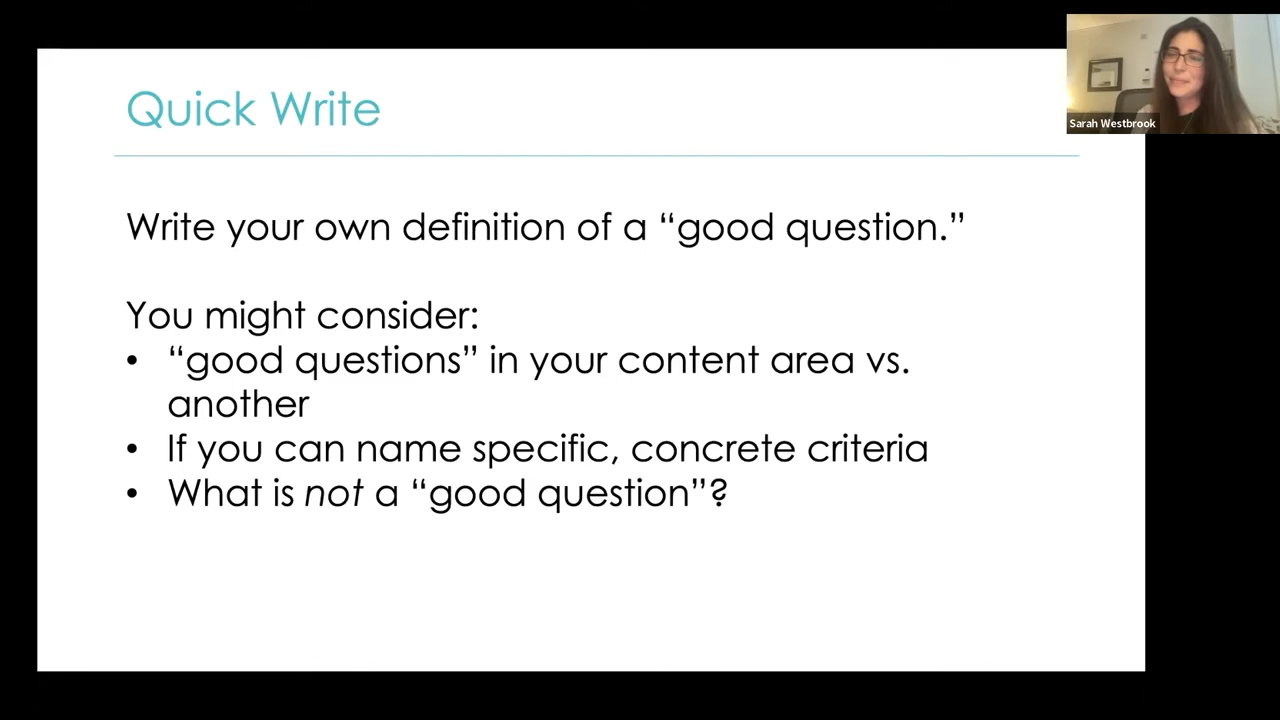 Quick Write
Sarah Westbrook
Write your own definition of a “good question.”
You might consider:
• “good questions” in your content area vs.
another
• If you can name specific, concrete criteria
• What is not a “good question”?